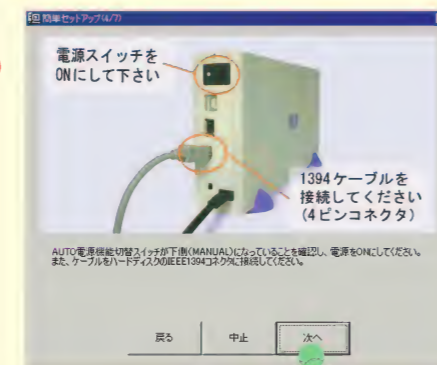 簡単セットアップ(4/7)
電源スイッチを
ONにして下さい
1394ケーブルを
接続してください
(4ピンコネクタ)
AUTO電源機能切替スイッチが下側(MANUAL)になっていることを確認し、電源をONにしてください。
また、ケーブルをハードディスクのIEEE1394コネクタに接続してください。
戻る 中止 次へ